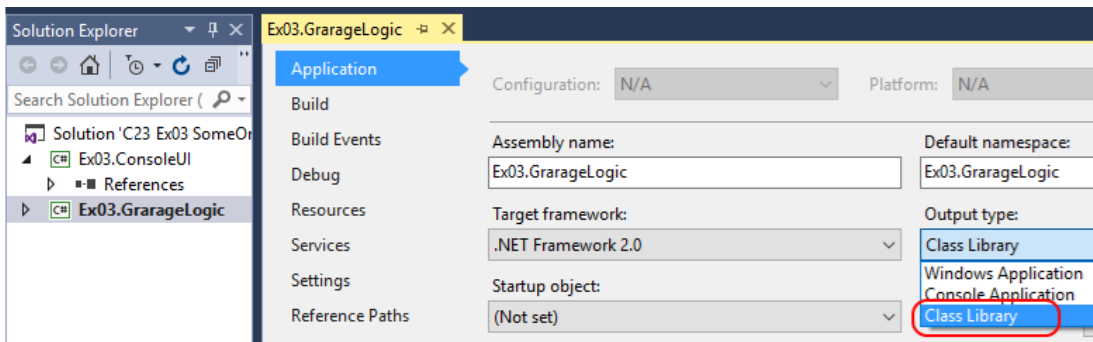 Solution Explorer
Search Solution Explorer (
Solution 'C23 Ex03 SomeOr
C# Ex03.ConsoleUI
References
C# Ex03.GrarageLogic
Ex03.GrarageLogic
Application
Build
Build Events
Debug
Resources
Services
Settings
Reference Paths
Configuration: N/A Platform: N/A
Assembly name: Default namespace:
Ex03.GrarageLogic Ex03.GrarageLogic
Target framework: Output type:
.NET Framework 2.0 Class Library
Windows Application
Startup object: Console Application
(Not set) Class Library